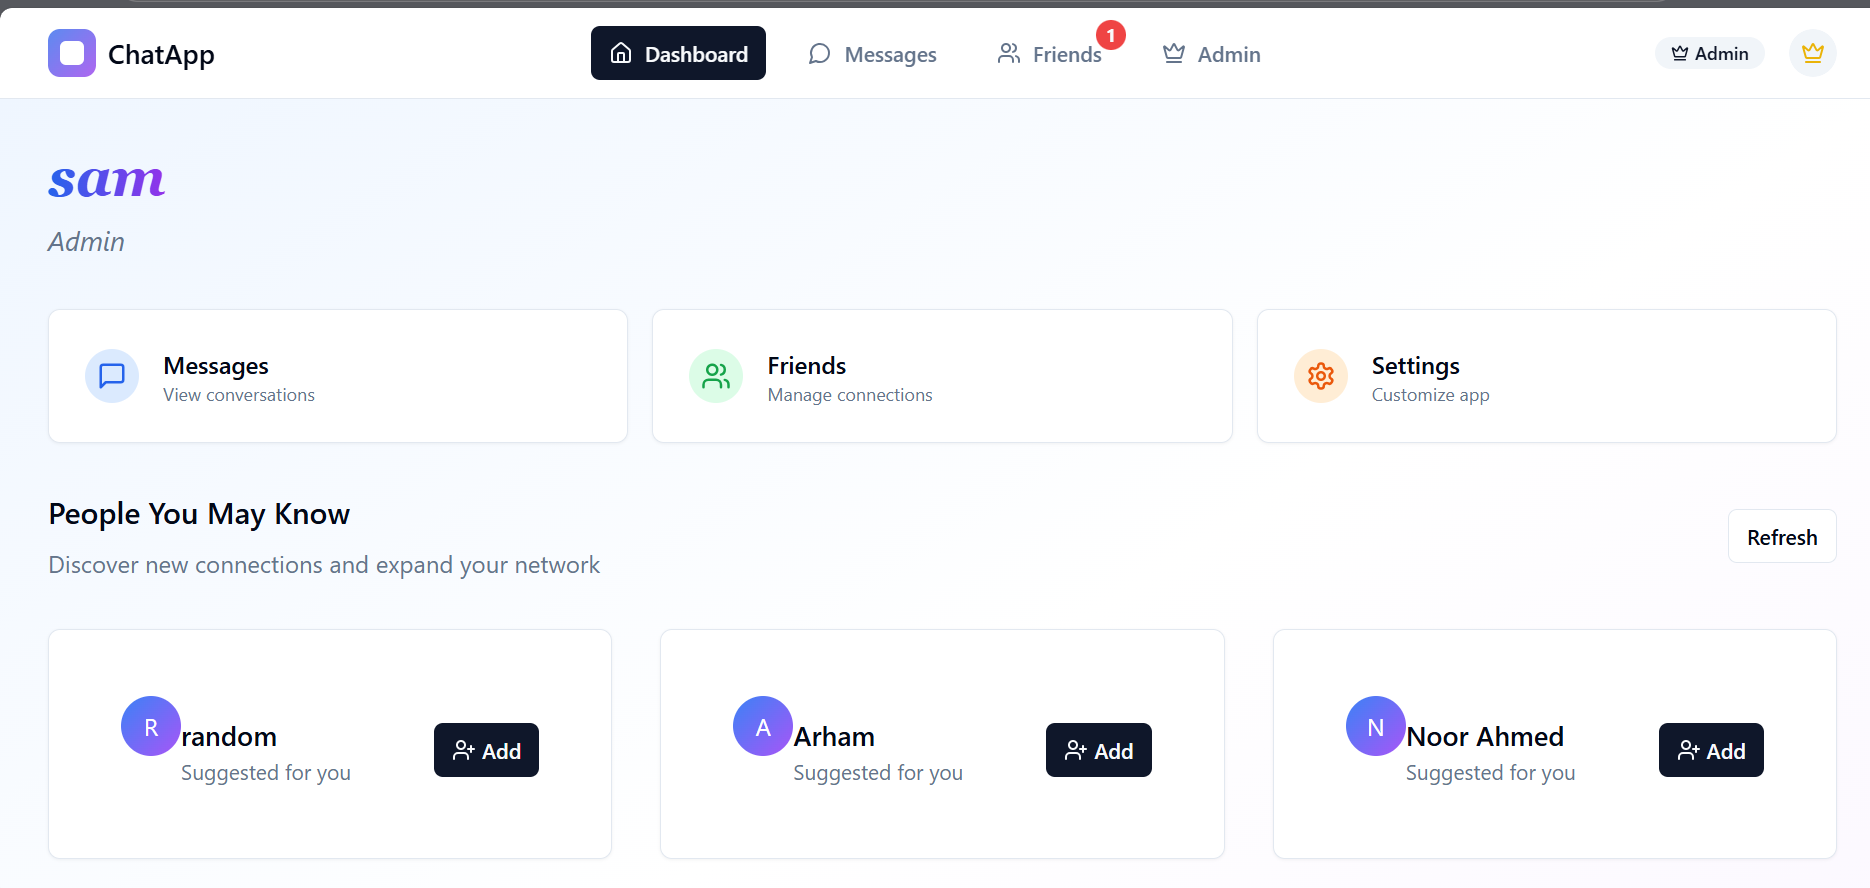 ChatApp
Dashboard
Messages
Friends
1
Admin
Admin
sam
Admin
Messages
View conversations
Friends
Manage connections
Settings
Customize app
People You May Know
Discover new connections and expand your network
Refresh
R
random
Suggested for you
Add
A
Arham
Suggested for you
Add
N
Noor Ahmed
Suggested for you
Add